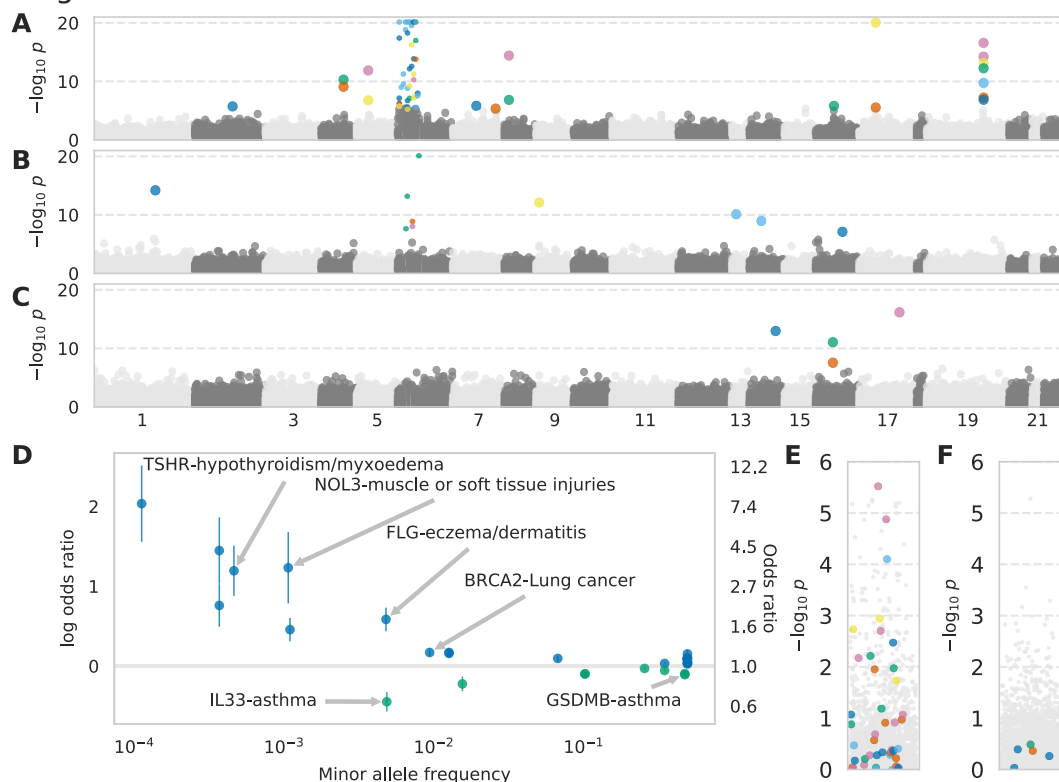 A
20
10
0
−log₁₀ p
B
20
10
0
−log₁₀ p
C
20
10
0
−log₁₀ p
1 3 5 7 9 11 13 15 17 19 21
D
log odds ratio
2
1
0
TSHR-hypothyroidism/myxoedema
NOL3-muscle or soft tissue injuries
FLG-eczema/dermatitis
BRCA2-Lung cancer
IL33-asthma
GSDMB-asthma
12.2
7.4
4.5
2.7
1.6
1.0
0.6
Odds ratio
10⁻⁴ 10⁻³ 10⁻² 10⁻¹
Minor allele frequency
E
6
5
4
3
2
1
0
−log₁₀ p
F
6
5
4
3
2
1
0
−log₁₀ p